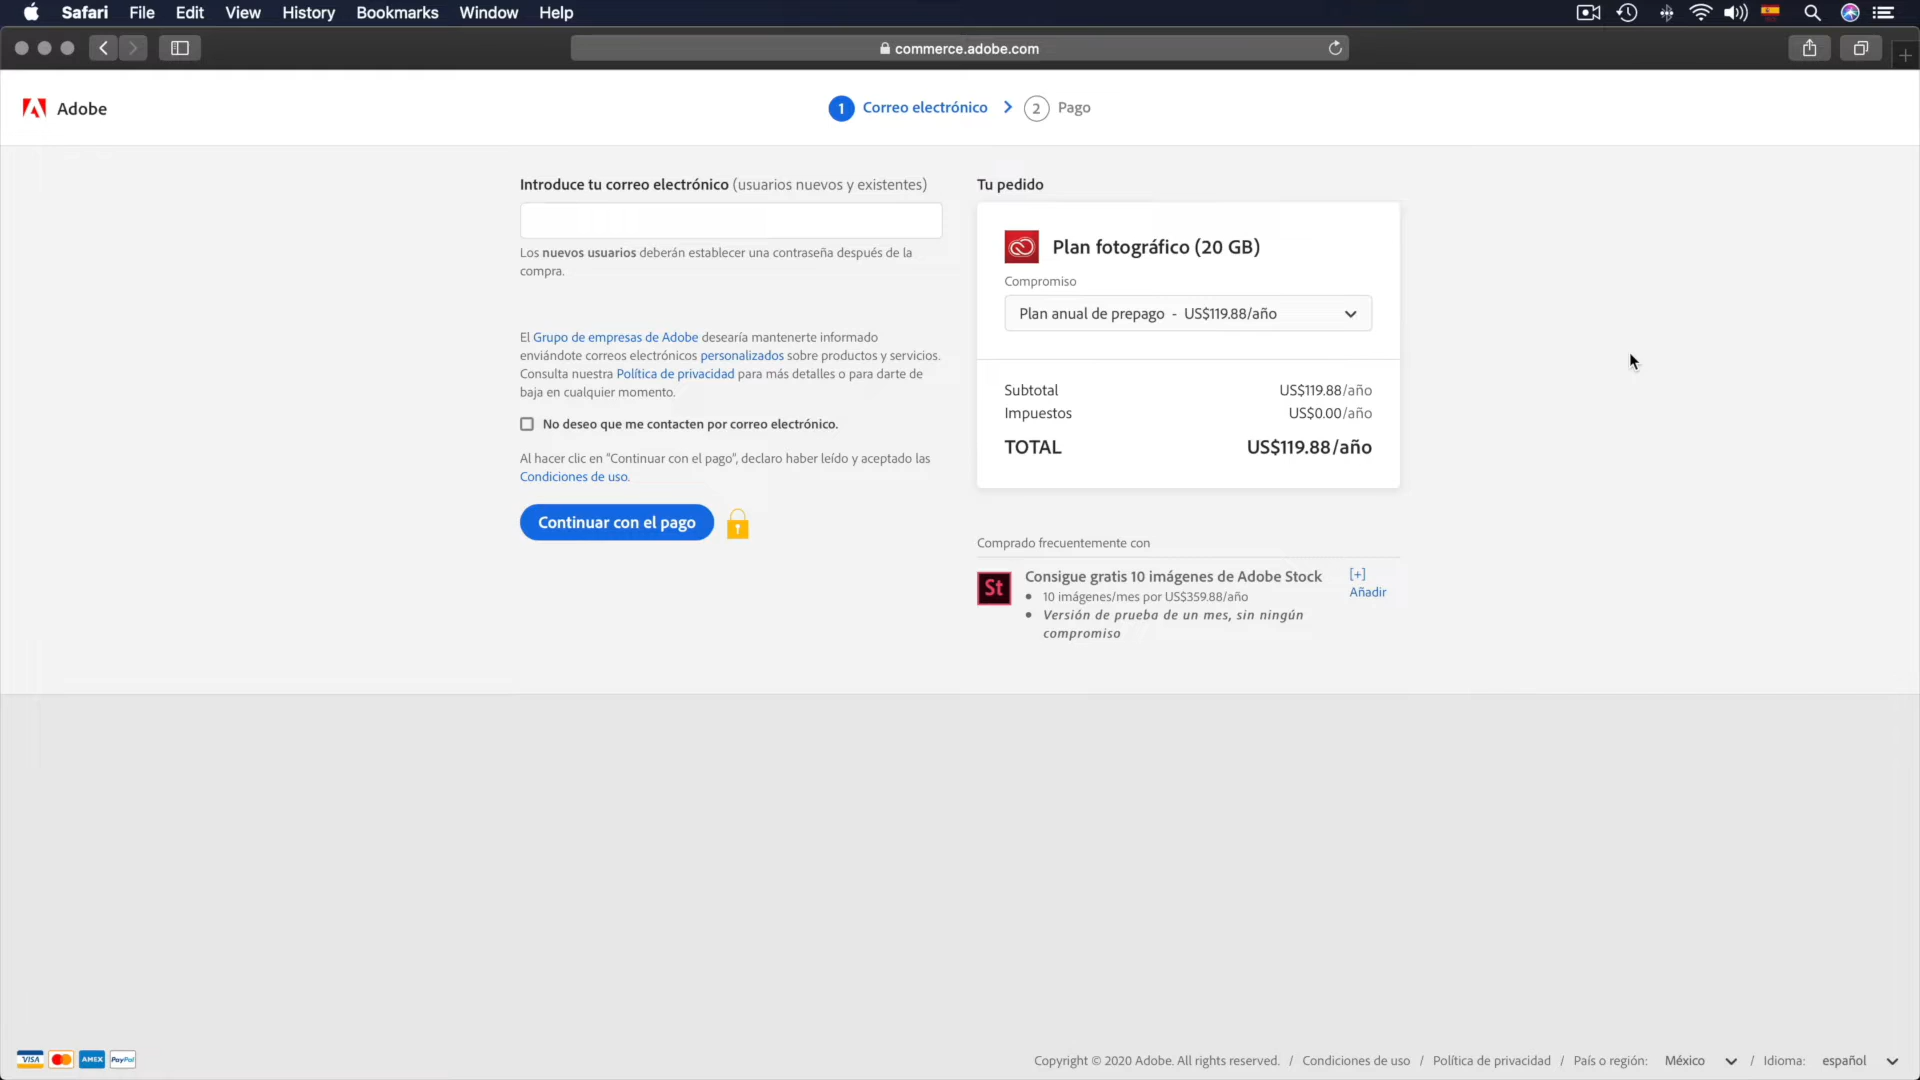 Safari File Edit View History Bookmarks Window Help
commerce.adobe.com
Adobe
1 Correo electrónico 2 Pago
Introduce tu correo electrónico (usuarios nuevos y existentes)
Los nuevos usuarios deberán establecer una contraseña después de la
compra.
El Grupo de empresas de Adobe desearía mantenerte informado
enviándote correos electrónicos personalizados sobre productos y servicios.
Consulta nuestra Política de privacidad para más detalles o para darte de
baja en cualquier momento.
No deseo que me contacten por correo electrónico.
Al hacer clic en “Continuar con el pago”, declaro haber leído y aceptado las
Condiciones de uso.
Continuar con el pago
Tu pedido
Plan fotográfico (20 GB)
Compromiso
Plan anual de prepago - US$119.88/año
Subtotal US$119.88/año
Impuestos US$0.00/año
TOTAL US$119.88/año
Comprado frecuentemente con
St
Consigue gratis 10 imágenes de Adobe Stock
10 imágenes/mes por US$359.88/año
Versión de prueba de un mes, sin ningún
compromiso
[+]
Añadir
VISA AMEX PayPal
Copyright © 2020 Adobe. All rights reserved. / Condiciones de uso / Política de privacidad / País o región: México / Idioma: español